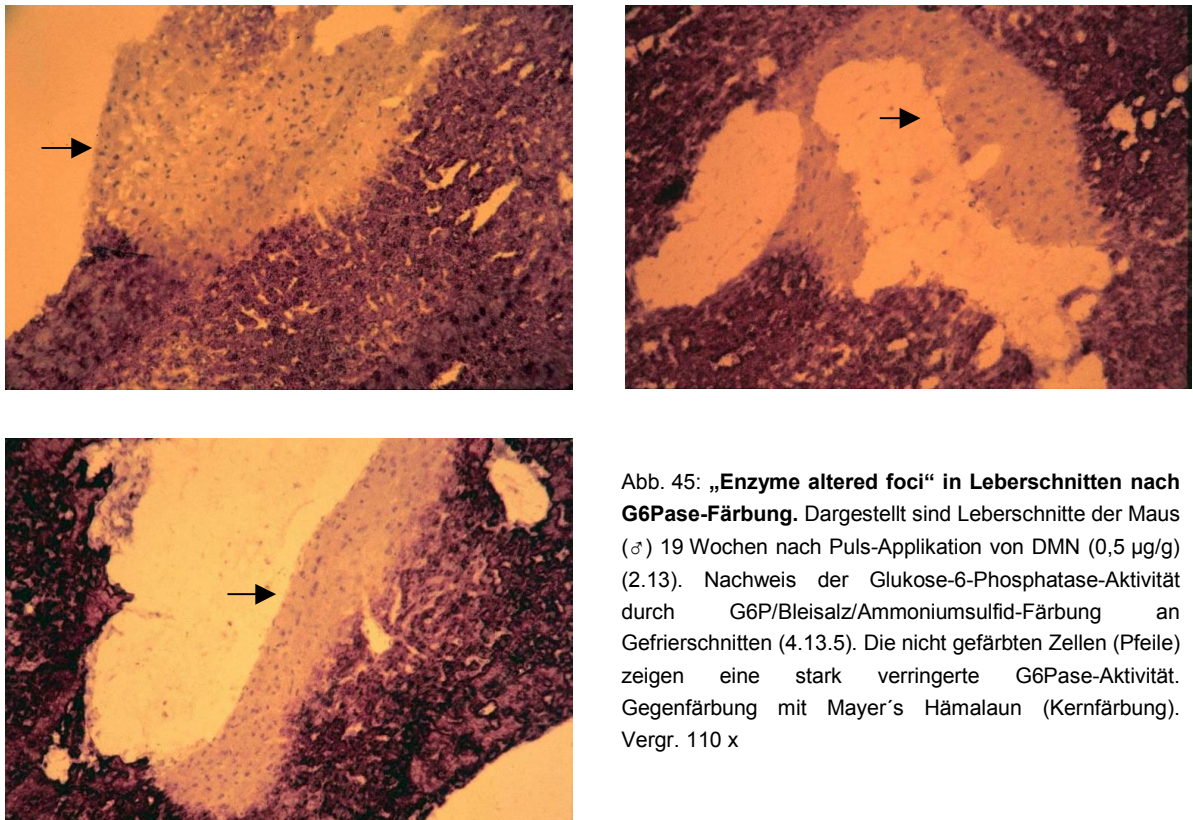 Abb. 45: „Enzyme altered foci“ in Leberschnitten nach
G6Pase-Färbung. Dargestellt sind Leberschnitte der Maus
(♂) 19 Wochen nach Puls-Applikation von DMN (0,5 µg/g)
(2.13). Nachweis der Glukose-6-Phosphatase-Aktivität
durch G6P/Bleisalz/Ammoniumsulfid-Färbung an
Gefrierschnitten (4.13.5). Die nicht gefärbten Zellen (Pfeile)
zeigen eine stark verringerte G6Pase-Aktivität.
Gegenfärbung mit Mayer´s Hämalaun (Kernfärbung).
Vergr. 110 x